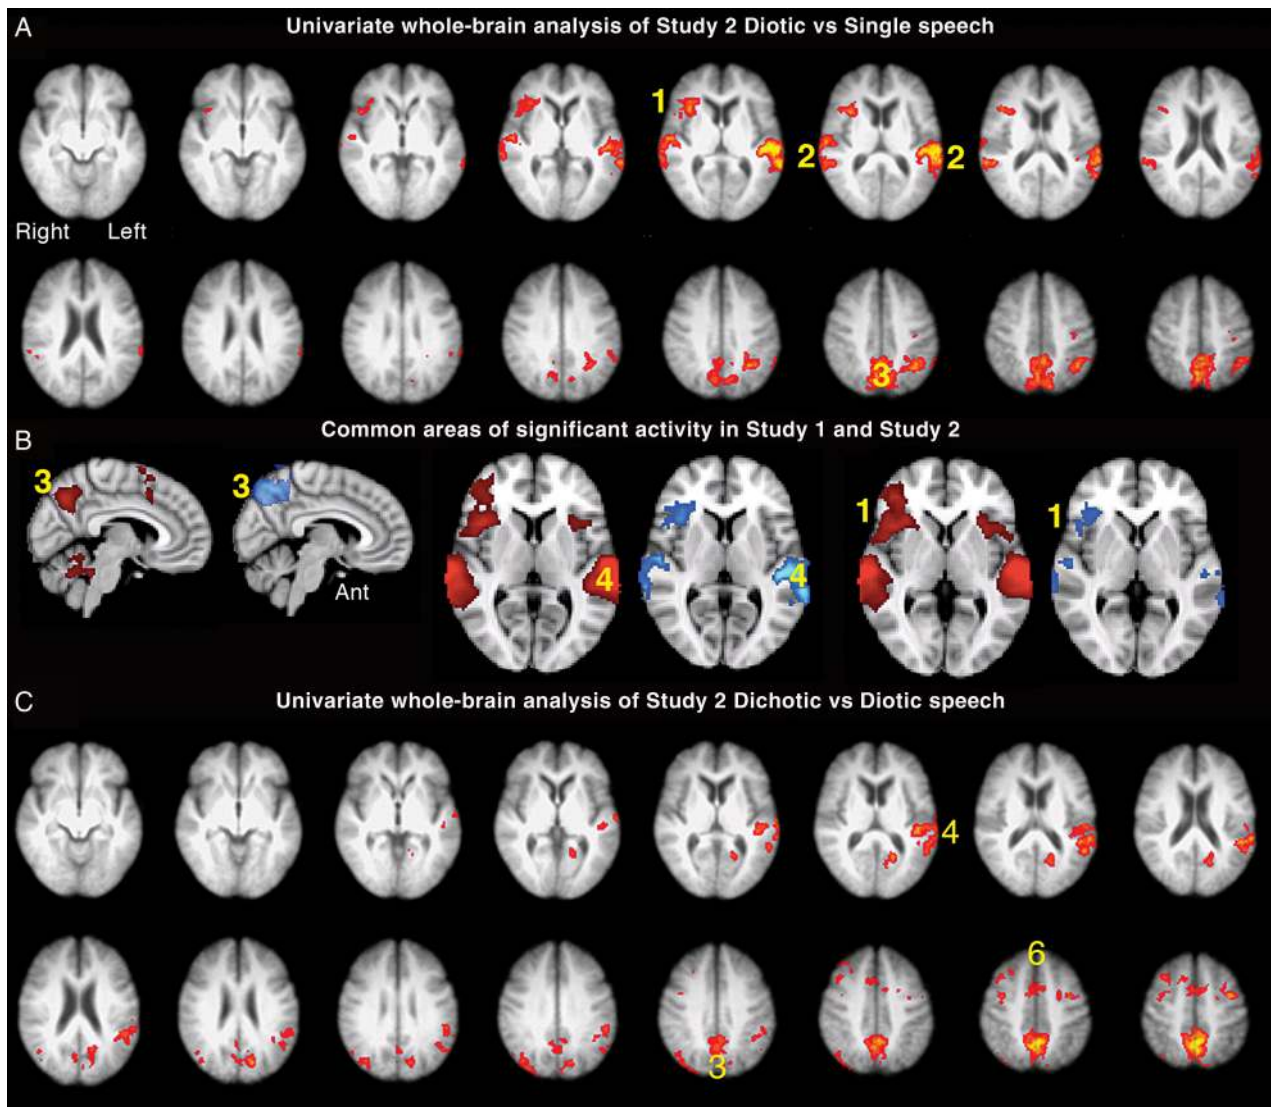 A
Univariate whole-brain analysis of Study 2 Diotic vs Single speech
1
2
2
Right Left
3
B
Common areas of significant activity in Study 1 and Study 2
3
3
Ant
4
4
1
1
C
Univariate whole-brain analysis of Study 2 Dichotic vs Diotic speech
4
6
3